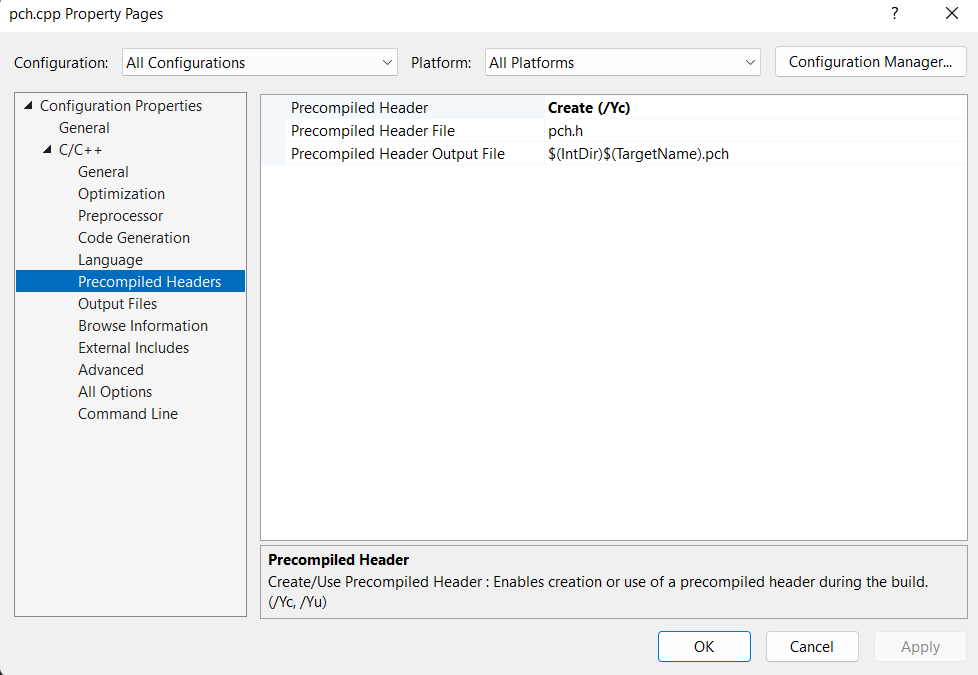 pch.cpp Property Pages
?
Configuration: All Configurations Platform: All Platforms Configuration Manager...
Configuration Properties
General
C/C++
General
Optimization
Preprocessor
Code Generation
Language
Precompiled Headers
Output Files
Browse Information
External Includes
Advanced
All Options
Command Line
Precompiled Header Create (/Yc)
Precompiled Header File pch.h
Precompiled Header Output File $(IntDir)$(TargetName).pch
Precompiled Header
Create/Use Precompiled Header : Enables creation or use of a precompiled header during the build.
(/Yc, /Yu)
OK Cancel Apply